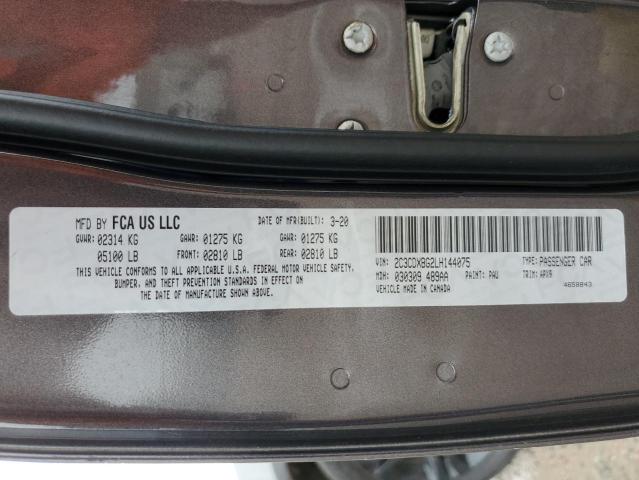 MFD BY FCA US LLC DATE OF MFR(BUILT): 3-20
GVWR: 02314 KG GAWR: 01275 KG GAWR: 01275 KG
05100 LB FRONT: 02810 LB REAR: 02810 LB
THIS VEHICLE CONFORMS TO ALL APPLICABLE U.S.A. FEDERAL MOTOR VEHICLE SAFETY,
BUMPER, AND THEFT PREVENTION STANDARDS IN EFFECT ON
THE DATE OF MANUFACTURE SHOWN ABOVE.
VIN: 2C3CDXBG2LH144075 TYPE: PASSENGER CAR
MDH: 030309 489AA PAINT: PAU TRIM: APX9
VEHICLE MADE IN CANADA 4658843